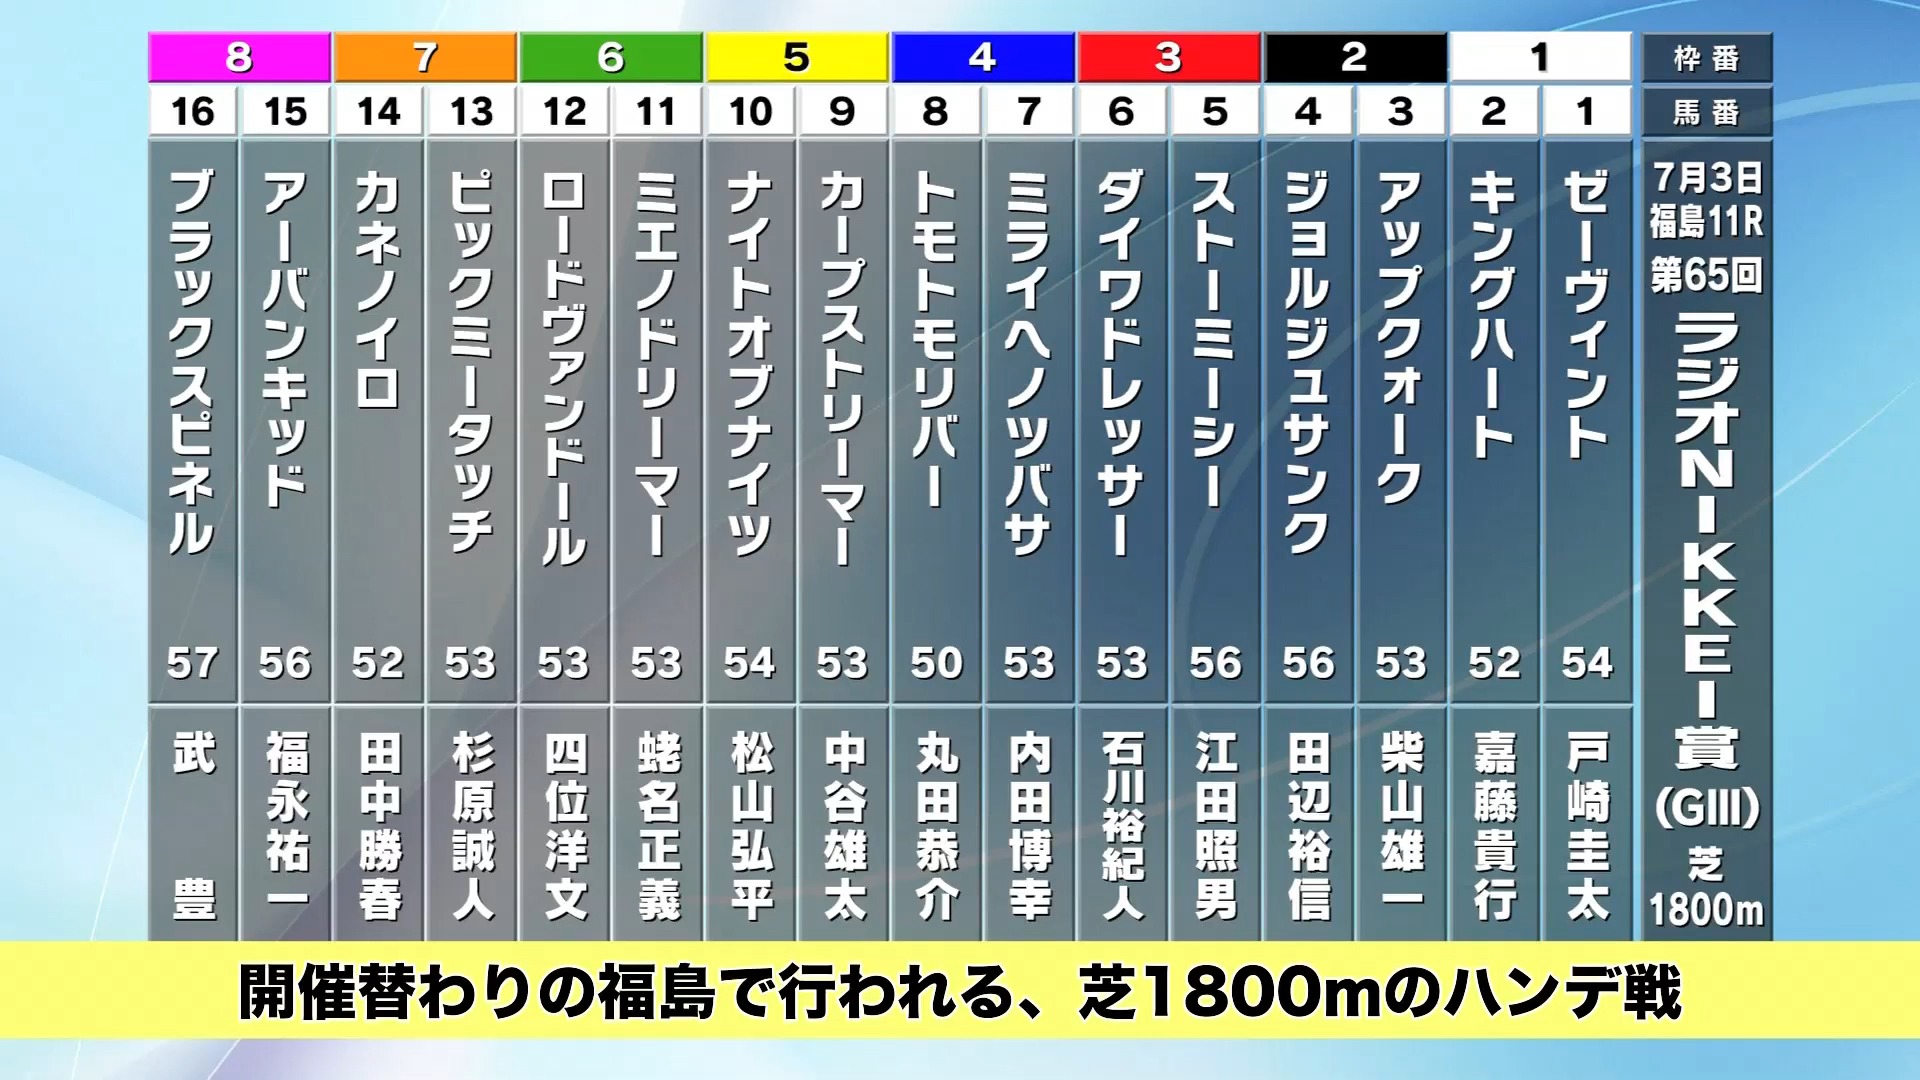 枠番
1 2 3 4 5 6 7 8
馬番
1 2 3 4 5 6 7 8 9 10 11 12 13 14 15 16
7月3日
福島11R
第65回
ラジオNIKKEI賞
(GIII)
芝
1800m
ゼーヴィント
54
戸崎圭太
キングハート
52
嘉藤貴行
アップクォーク
53
柴山雄一
ジョルジュサンク
56
田辺裕信
ストーミーシー
56
江田照男
ダイワドレッサー
53
石川裕紀人
ミライヘノツバサ
53
内田博幸
トモトモリバー
50
丸田恭介
カープストリーマー
53
中谷雄太
ナイトオブナイツ
54
松山弘平
ミエノドリーマー
53
蛯名正義
ロードヴァンドール
53
四位洋文
ピックミータッチ
53
杉原誠人
カネノイロ
52
田中勝春
アーバンキッド
56
福永祐一
ブラックスピネル
57
武豊
開催替わりの福島で行われる、芝1800mのハンデ戦